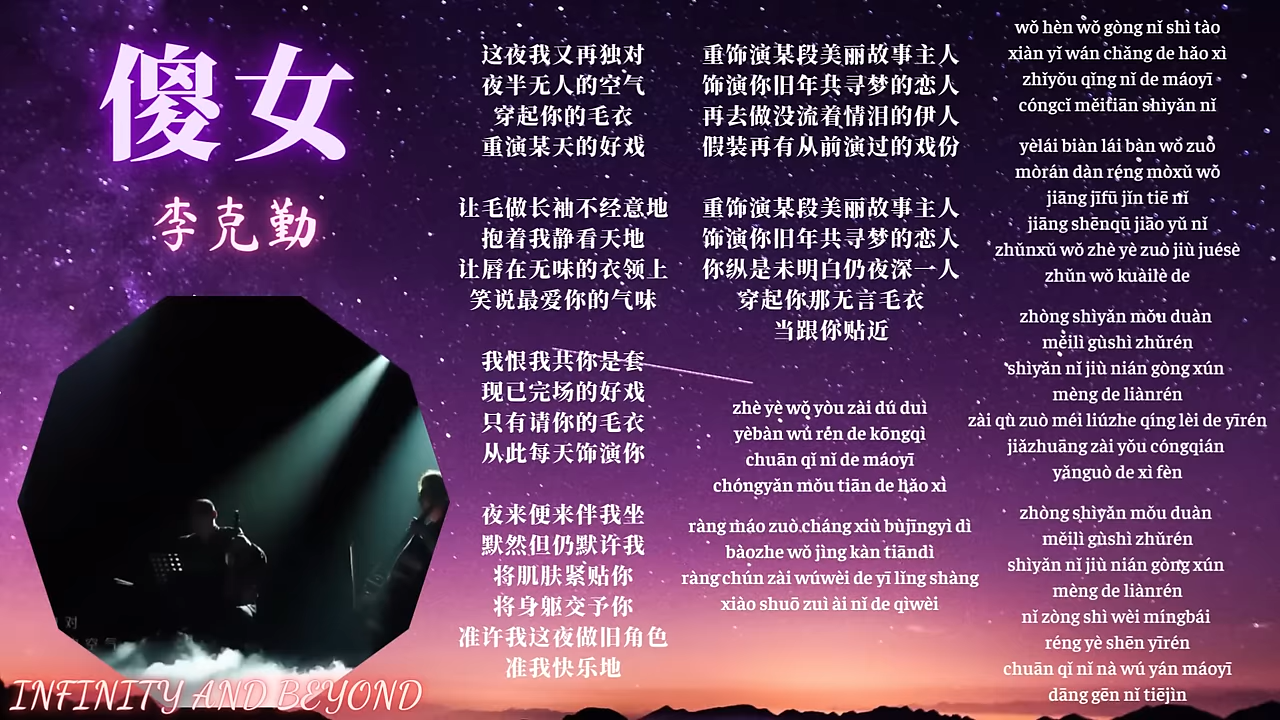 傻女
李克勤
INFINITY AND BEYOND
这夜我又再独对
夜半无人的空气
穿起你的毛衣
重演某天的好戏
让毛做长袖不经意地
抱着我静看天地
让唇在无味的衣领上
笑说最爱你的气味
我恨我共你是套
现已完场的好戏
只有请你的毛衣
从此每天饰演你
夜来便来伴我坐
默然但仍默许我
将肌肤紧贴你
将身躯交予你
准许我这夜做旧角色
准我快乐地
重饰演某段美丽故事主人
饰演你旧年共寻梦的恋人
再去做没流着情泪的伊人
假装再有从前演过的戏份
重饰演某段美丽故事主人
饰演你旧年共寻梦的恋人
你纵是未明白仍夜深一人
穿起你那无言毛衣
当跟你贴近
zhè yè wǒ yòu zài dú duì
yèbàn wú rén de kōngqì
chuān qǐ nǐ de máoyī
chóngyǎn mǒu tiān de hǎo xì
ràng máo zuò cháng xiù bùjīngyì dì
bàozhe wǒ jìng kàn tiāndì
ràng chún zài wúwèi de yī lǐng shàng
xiào shuō zuì ài nǐ de qìwèi
wǒ hèn wǒ gòng nǐ shì tào
xiàn yǐ wán chǎng de hǎo xì
zhǐyǒu qǐng nǐ de máoyī
cóngcǐ měitiān shìyǎn nǐ
yèlái biàn lái bàn wǒ zuò
mòrán dàn réng mòxǔ wǒ
jiāng jīfū jǐn tiē nǐ
jiāng shēnqū jiāo yǔ nǐ
zhǔnxǔ wǒ zhè yè zuò jiù juésè
zhǔn wǒ kuàilè de
zhòng shìyǎn mǒu duàn
měilì gùshì zhǔrén
shìyǎn nǐ jiù nián gòng xún
mèng de liànrén
zài qù zuò méi liúzhe qíng lèi de yīrén
jiǎzhuāng zài yǒu cóngqián
yǎnguò de xì fèn
zhòng shìyǎn mǒu duàn
měilì gùshì zhǔrén
shìyǎn nǐ jiù nián gòng xún
mèng de liànrén
nǐ zòng shì wèi míngbái
réng yè shēn yīrén
chuān qǐ nǐ nà wú yán máoyī
dāng gēn nǐ tiējìn